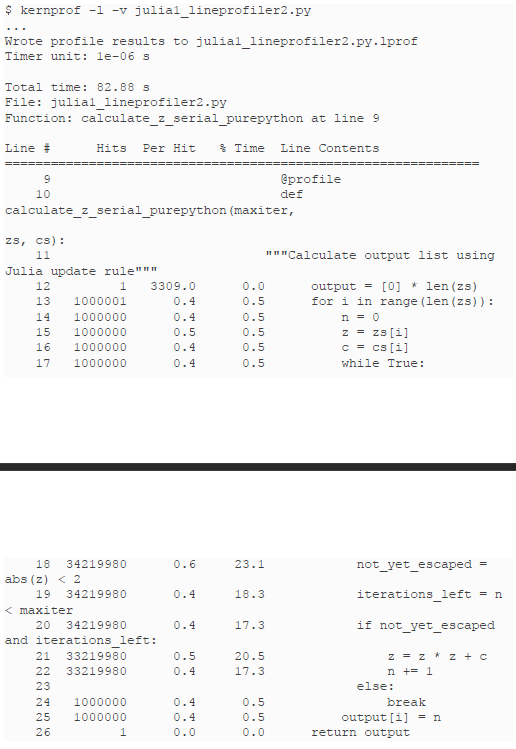 $ kernprof -l -v julia1_lineprofiler2.py
...
Wrote profile results to julia1_lineprofiler2.py.lprof
Timer unit: 1e-06 s
Total time: 82.88 s
File: julia1_lineprofiler2.py
Function: calculate_z_serial_purepython at line 9
Line # Hits Per Hit % Time Line Contents
==============================================================
9 @profile
10 def
calculate_z_serial_purepython(maxiter,
zs, cs):
11 """Calculate output list using
Julia update rule"""
12 1 3309.0 0.0 output = [0] * len(zs)
13 1000001 0.4 0.5 for i in range(len(zs)):
14 1000000 0.4 0.5 n = 0
15 1000000 0.5 0.5 z = zs[i]
16 1000000 0.4 0.5 c = cs[i]
17 1000000 0.4 0.5 while True:
18 34219980 0.6 23.1 not_yet_escaped =
abs(z) < 2
19 34219980 0.4 18.3 iterations_left = n
< maxiter
20 34219980 0.4 17.3 if not_yet_escaped
and iterations_left:
21 33219980 0.5 20.5 z = z * z + c
22 33219980 0.4 17.3 n += 1
23 else:
24 1000000 0.4 0.5 break
25 1000000 0.4 0.5 output[i] = n
26 1 0.0 0.0 return output